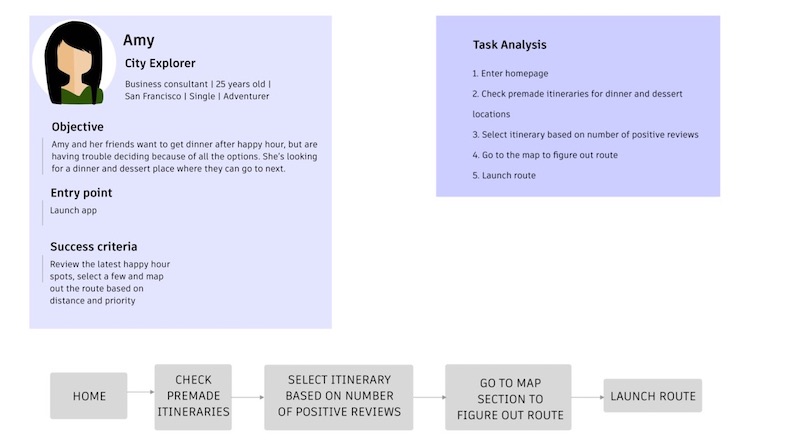 Amy
City Explorer
Business consultant | 25 years old |
San Francisco | Single | Adventurer
Objective
Amy and her friends want to get dinner after happy hour, but are
having trouble deciding because of all the options. She's looking
for a dinner and dessert place where they can go to next.
Entry point
Launch app
Success criteria
Review the latest happy hour
spots, select a few and map
out the route based on
distance and priority
Task Analysis
1. Enter homepage
2. Check premade itineraries for dinner and dessert
locations
3. Select itinerary based on number of positive reviews
4. Go to the map to figure out route
5. Launch route
HOME
CHECK
PREMADE
ITINERARIES
SELECT ITINERARY
BASED ON NUMBER
OF POSITIVE REVIEWS
GO TO MAP
SECTION TO
FIGURE OUT ROUTE
LAUNCH ROUTE